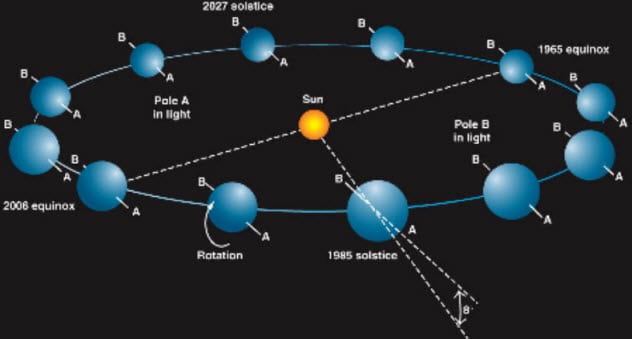 2027 solstice
B
A
B
A
B
A
B
A
1965 equinox
B
A
B
A
Pole A
in light
Sun
Pole B
in light
B
A
B
A
B
A
B
A
B
A
B
A
2006 equinox
Rotation
1985 solstice
8°